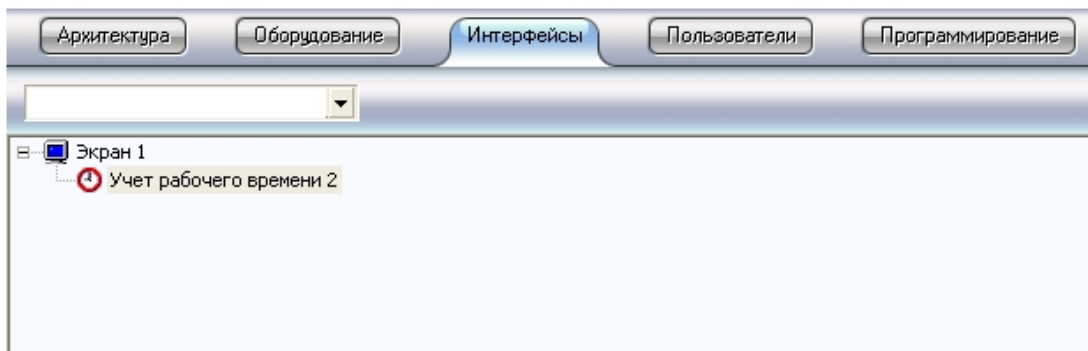 Архитектура Оборудование Интерфейсы Пользователи Программирование
Экран 1
Учет рабочего времени 2